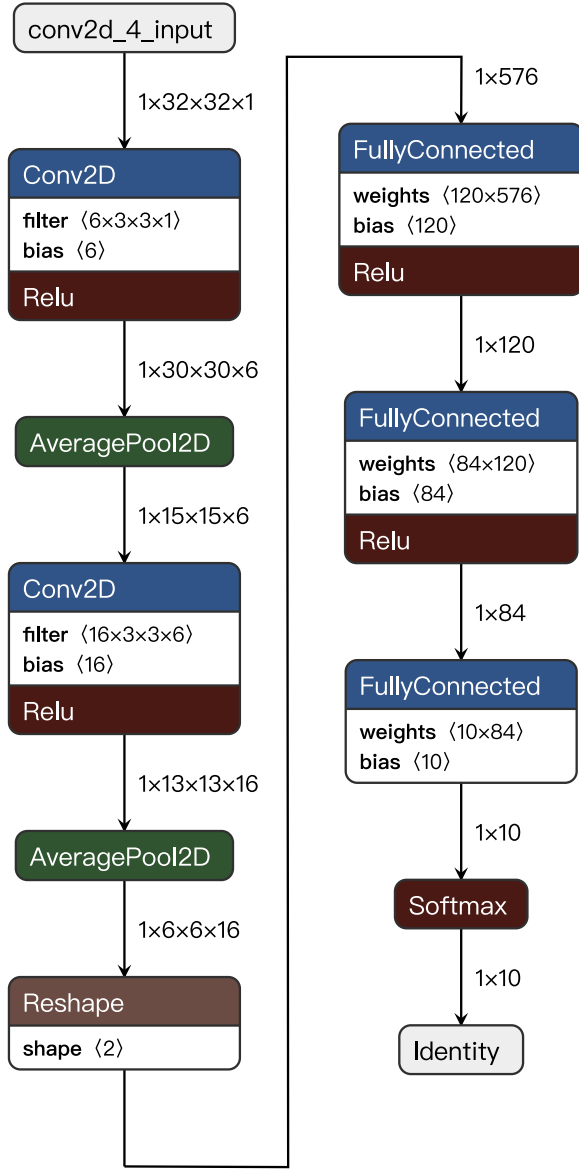 conv2d_4_input
1×32×32×1
Conv2D
filter ⟨6×3×3×1⟩
bias ⟨6⟩
Relu
1×30×30×6
AveragePool2D
1×15×15×6
Conv2D
filter ⟨16×3×3×6⟩
bias ⟨16⟩
Relu
1×13×13×16
AveragePool2D
1×6×6×16
Reshape
shape ⟨2⟩
1×576
FullyConnected
weights ⟨120×576⟩
bias ⟨120⟩
Relu
1×120
FullyConnected
weights ⟨84×120⟩
bias ⟨84⟩
Relu
1×84
FullyConnected
weights ⟨10×84⟩
bias ⟨10⟩
1×10
Softmax
1×10
Identity